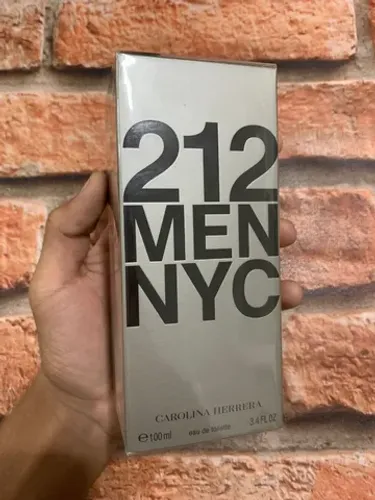 212
MEN
NYC
CAROLINA HERRERA
℮100ml eau de toilette 3.4 FL OZ